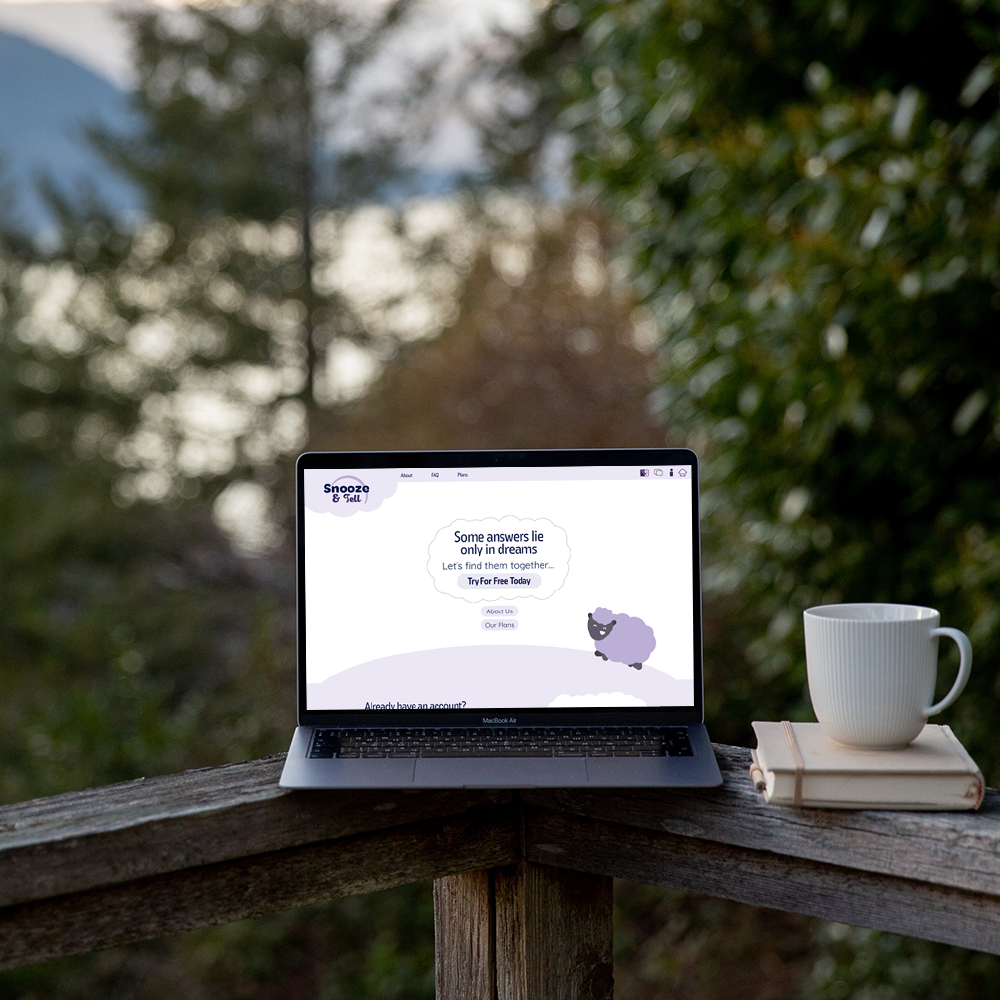 Snooze
& Tell
About FAQ Plans
Some answers lie
only in dreams
Let's find them together...
Try For Free Today
About Us
Our Plans
Already have an account?
MacBook Air